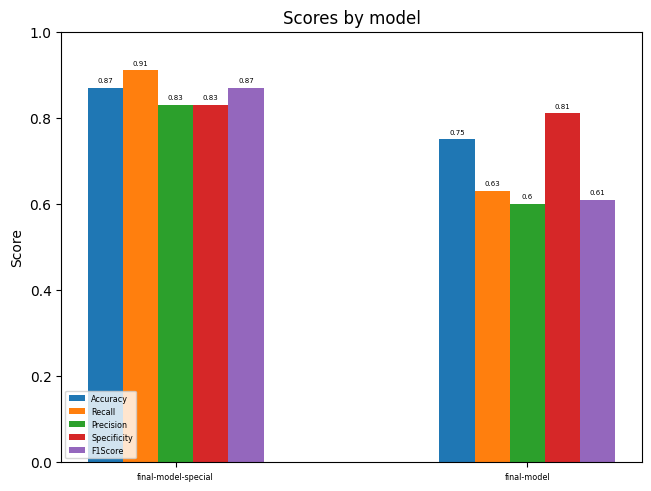 Scores by model
1.0
0.8
0.6
0.4
0.2
0.0
Score
0.87
0.91
0.83
0.83
0.87
0.75
0.63
0.6
0.81
0.61
Accuracy
Recall
Precision
Specificity
F1Score
final-model-special
final-model